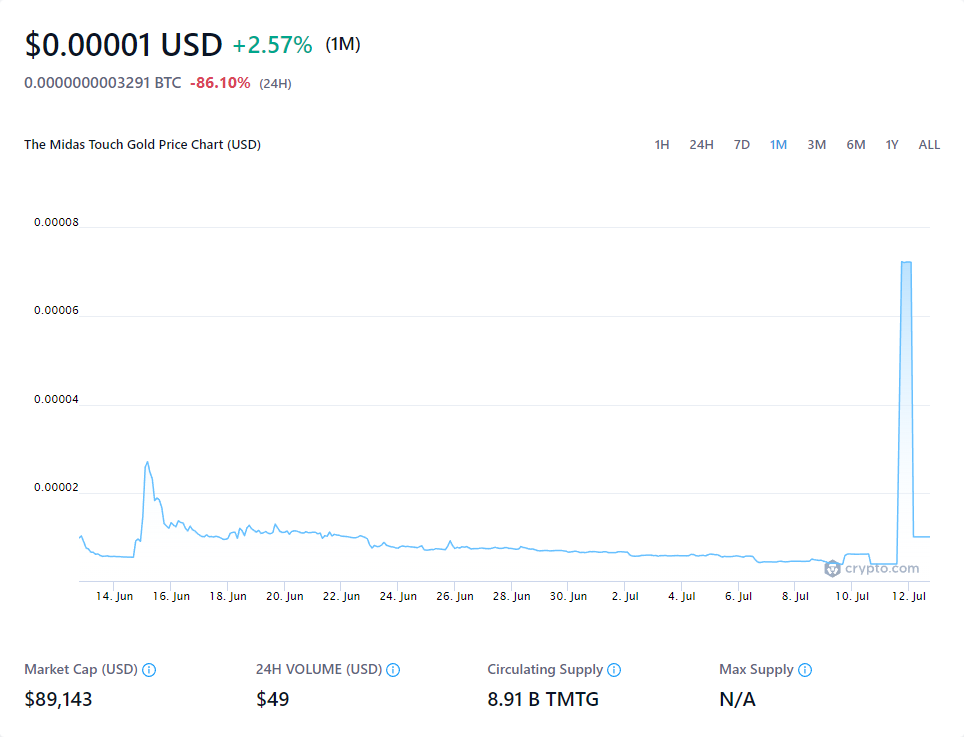 $0.00001 USD +2.57% (1M)
0.0000000003291 BTC -86.10% (24H)
The Midas Touch Gold Price Chart (USD) 1H 24H 7D 1M 3M 6M 1Y ALL
0.00008
0.00006
0.00004
0.00002
crypto.com
14. Jun 16. Jun 18. Jun 20. Jun 22. Jun 24. Jun 26. Jun 28. Jun 30. Jun 2. Jul 4. Jul 6. Jul 8. Jul 10. Jul 12. Jul
Market Cap (USD) 24H VOLUME (USD) Circulating Supply Max Supply
$89,143 $49 8.91 B TMTG N/A